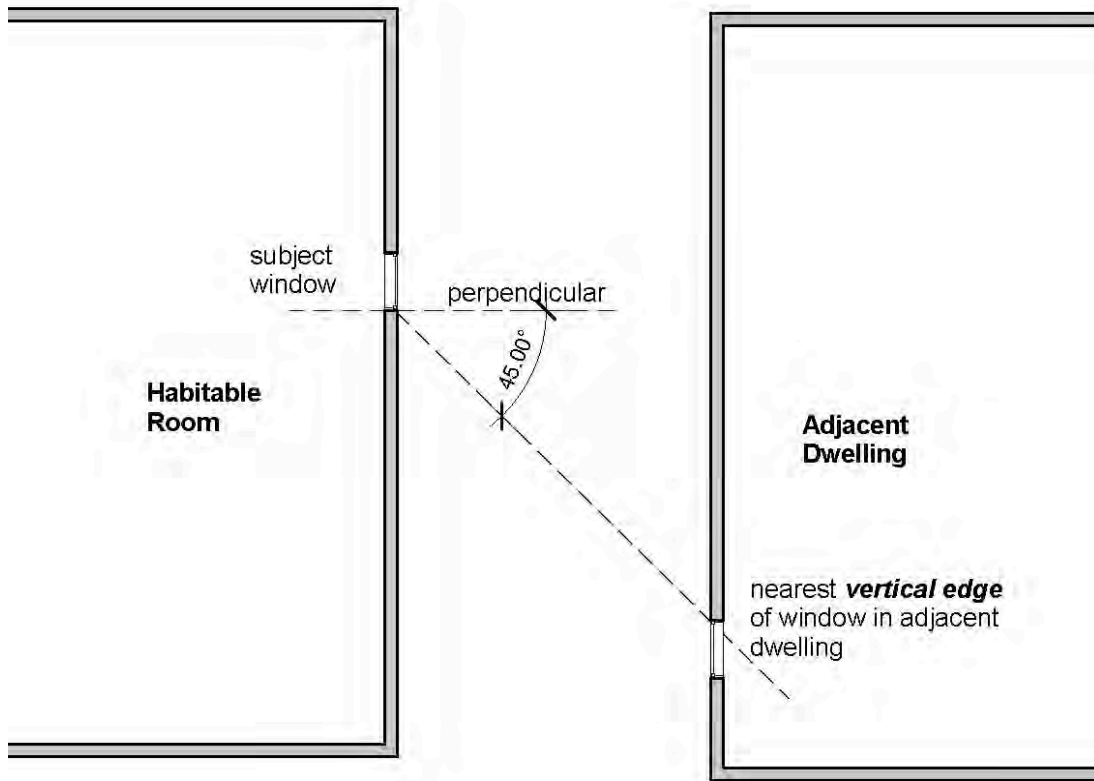 subject
window
perpendicular
45.00°
Habitable
Room
Adjacent
Dwelling
nearest vertical edge
of window in adjacent
dwelling